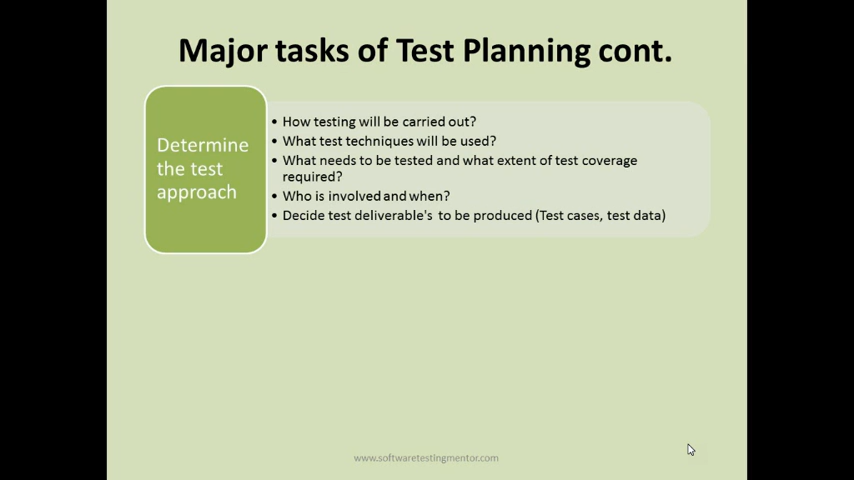 Major tasks of Test Planning cont.
Determine
the test
approach
• How testing will be carried out?
• What test techniques will be used?
• What needs to be tested and what extent of test coverage
required?
• Who is involved and when?
• Decide test deliverable's to be produced (Test cases, test data)
www.softwaretestingmentor.com